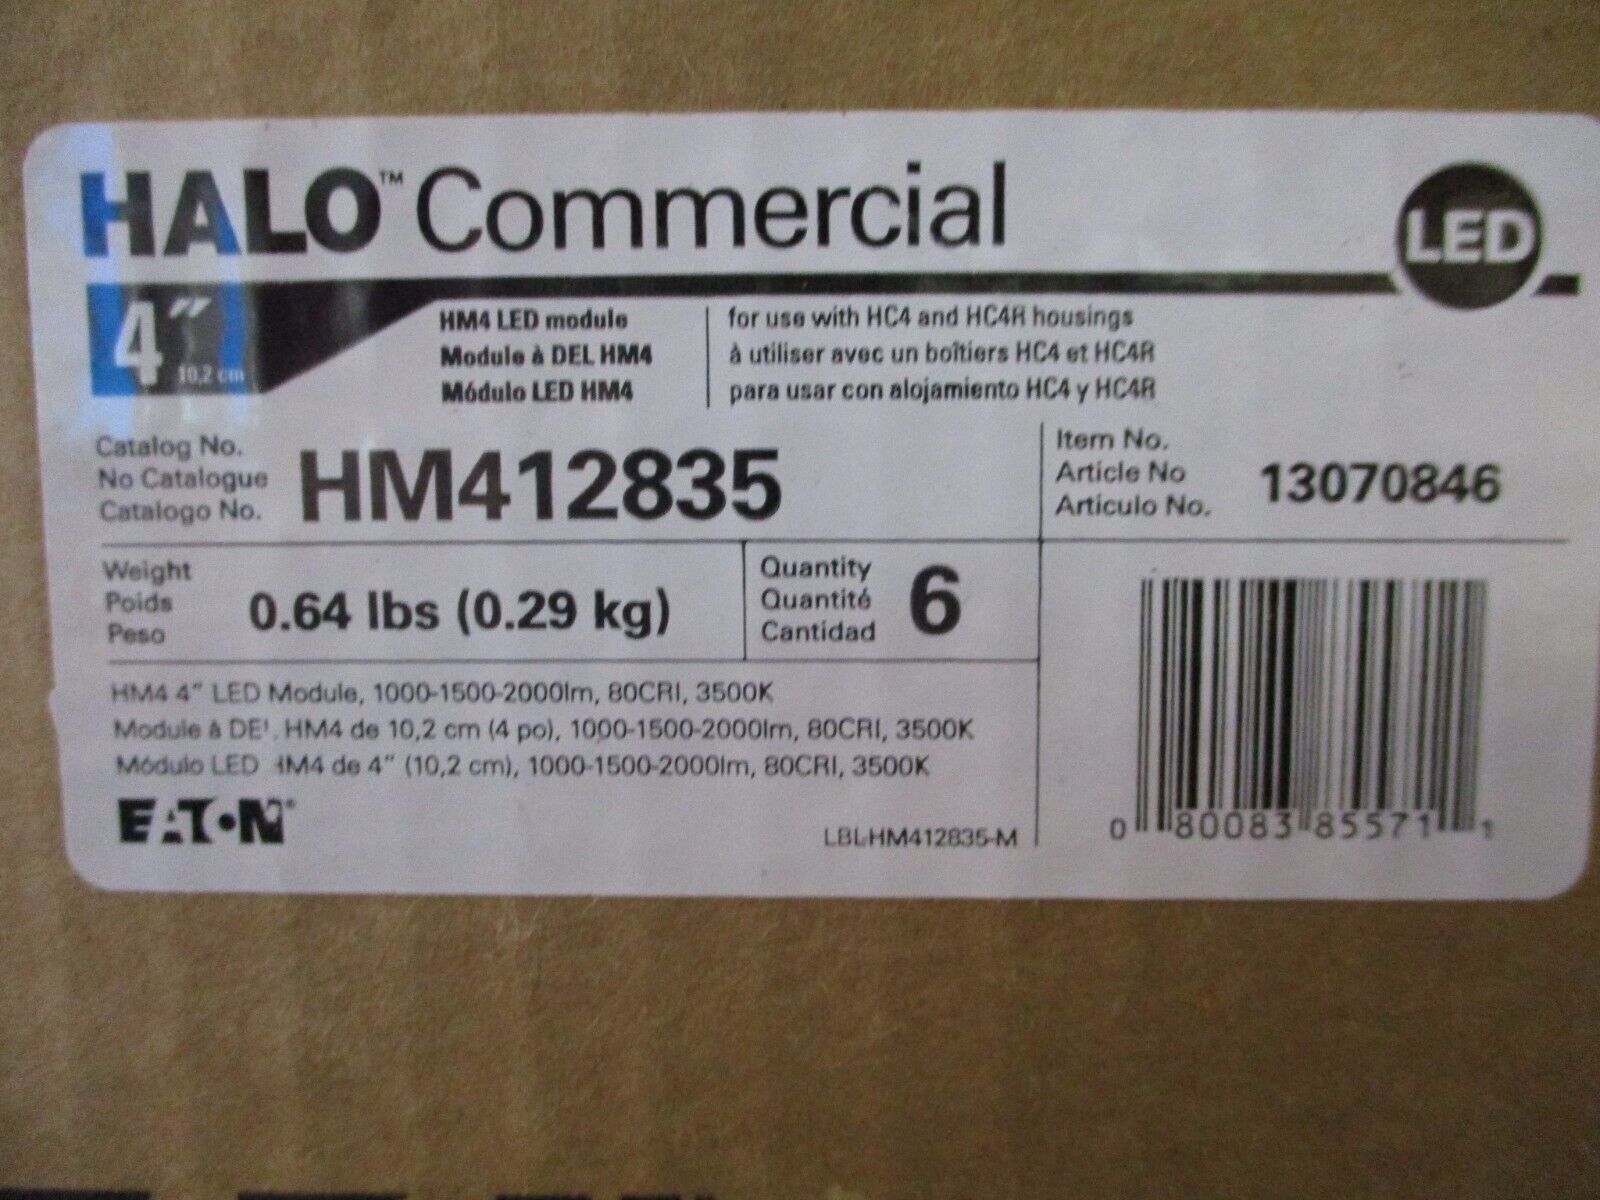 HALO™ Commercial
LED
4"
10,2 cm
HM4 LED module
Module à DEL HM4
Módulo LED HM4
for use with HC4 and HC4R housings
à utiliser avec un boîtiers HC4 et HC4R
para usar con alojamiento HC4 y HC4R
Catalog No.
No Catalogue
Catalogo No.
HM412835
Item No.
Article No
Articulo No.
13070846
Weight
Poids
Peso
0.64 lbs (0.29 kg)
Quantity
Quantité
Cantidad
6
HM4 4" LED Module, 1000-1500-2000lm, 80CRI, 3500K
Module à DEL HM4 de 10,2 cm (4 po), 1000-1500-2000lm, 80CRI, 3500K
Módulo LED HM4 de 4" (10,2 cm), 1000-1500-2000lm, 80CRI, 3500K
EATON®
LBL-HM412835-M
0 80083 85571 1